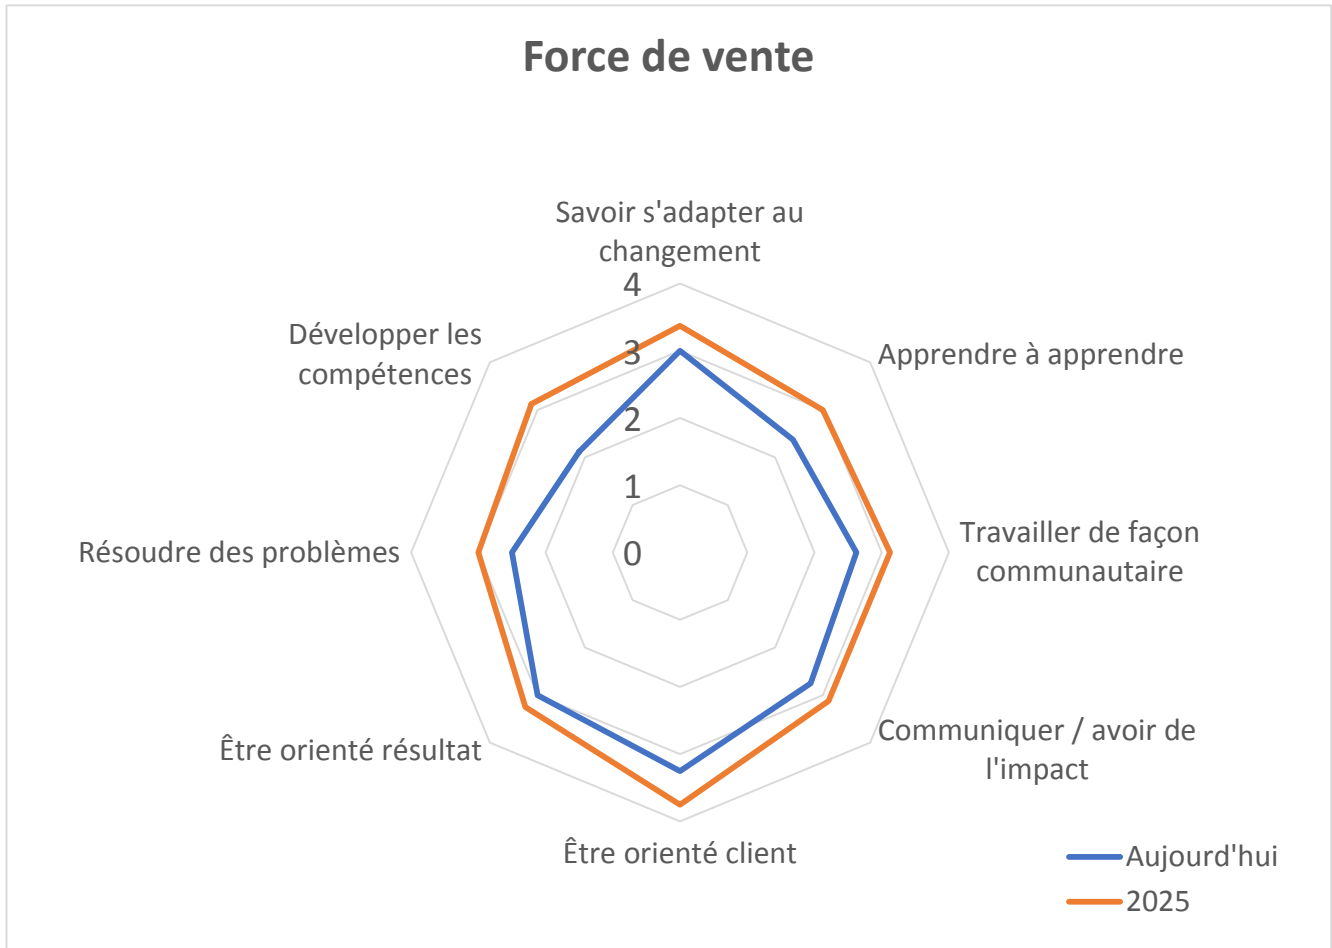 Force de vente
Savoir s'adapter au
changement
4
3
2
1
0
Développer les
compétences
Apprendre à apprendre
Résoudre des problèmes
Travailler de façon
communautaire
Être orienté résultat
Communiquer / avoir de
l'impact
Être orienté client
Aujourd'hui
2025